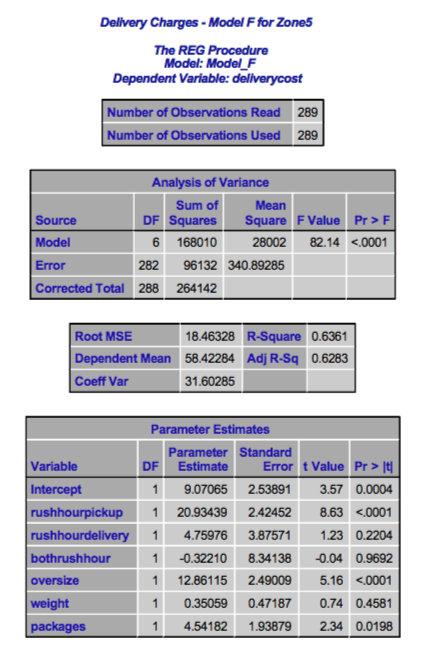 Delivery Charges - Model F for Zone5
The REG Procedure
Model: Model_F
Dependent Variable: deliverycost
Number of Observations Read 289
Number of Observations Used 289
Analysis of Variance
Source DF Sum of Squares Mean Square F Value Pr > F
Model 6 168010 28002 82.14 <.0001
Error 282 96132 340.89285
Corrected Total 288 264142
Root MSE 18.46328 R-Square 0.6361
Dependent Mean 58.42284 Adj R-Sq 0.6283
Coeff Var 31.60285
Parameter Estimates
Variable DF Parameter Estimate Standard Error t Value Pr > |t|
Intercept 1 9.07065 2.53891 3.57 0.0004
rushhourpickup 1 20.93439 2.42452 8.63 <.0001
rushhourdelivery 1 4.75976 3.87571 1.23 0.2204
bothrushhour 1 -0.32210 8.34138 -0.04 0.9692
oversize 1 12.86115 2.49009 5.16 <.0001
weight 1 0.35059 0.47187 0.74 0.4581
packages 1 4.54182 1.93879 2.34 0.0198